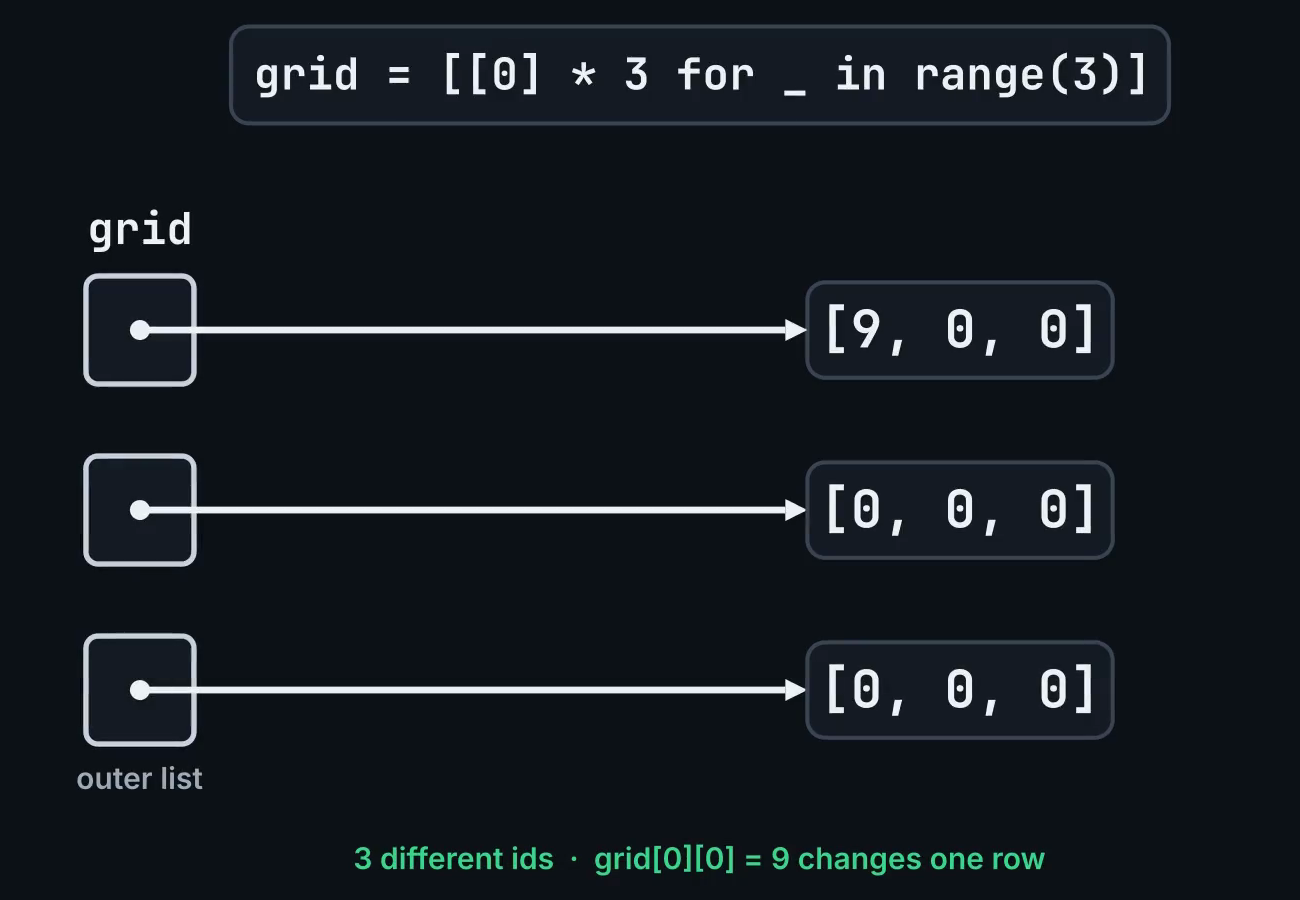 grid = [[0] * 3 for _ in range(3)]
grid
[9, 0, 0]
[0, 0, 0]
[0, 0, 0]
outer list
3 different ids · grid[0][0] = 9 changes one row